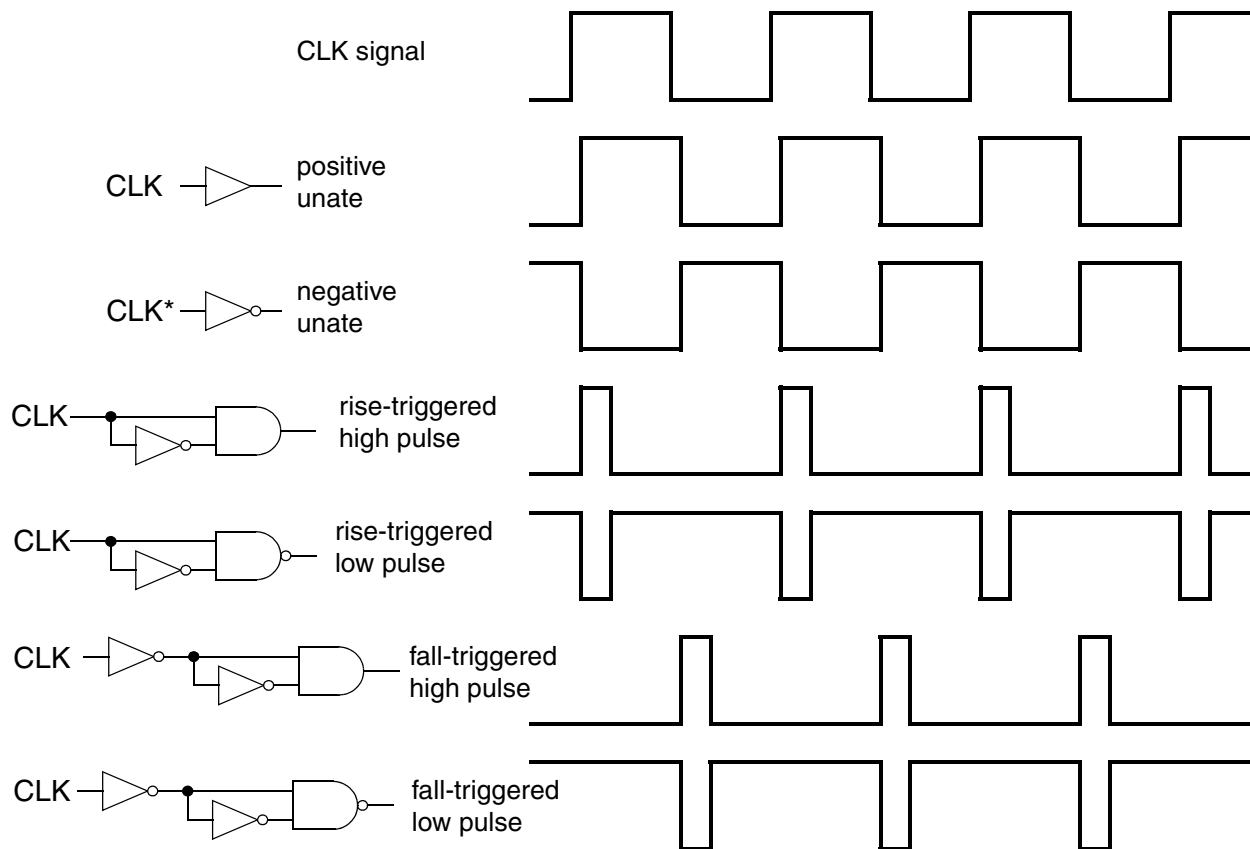 CLK signal
CLK
positive
unate
CLK*
negative
unate
CLK
rise-triggered
high pulse
CLK
rise-triggered
low pulse
CLK
fall-triggered
high pulse
CLK
fall-triggered
low pulse